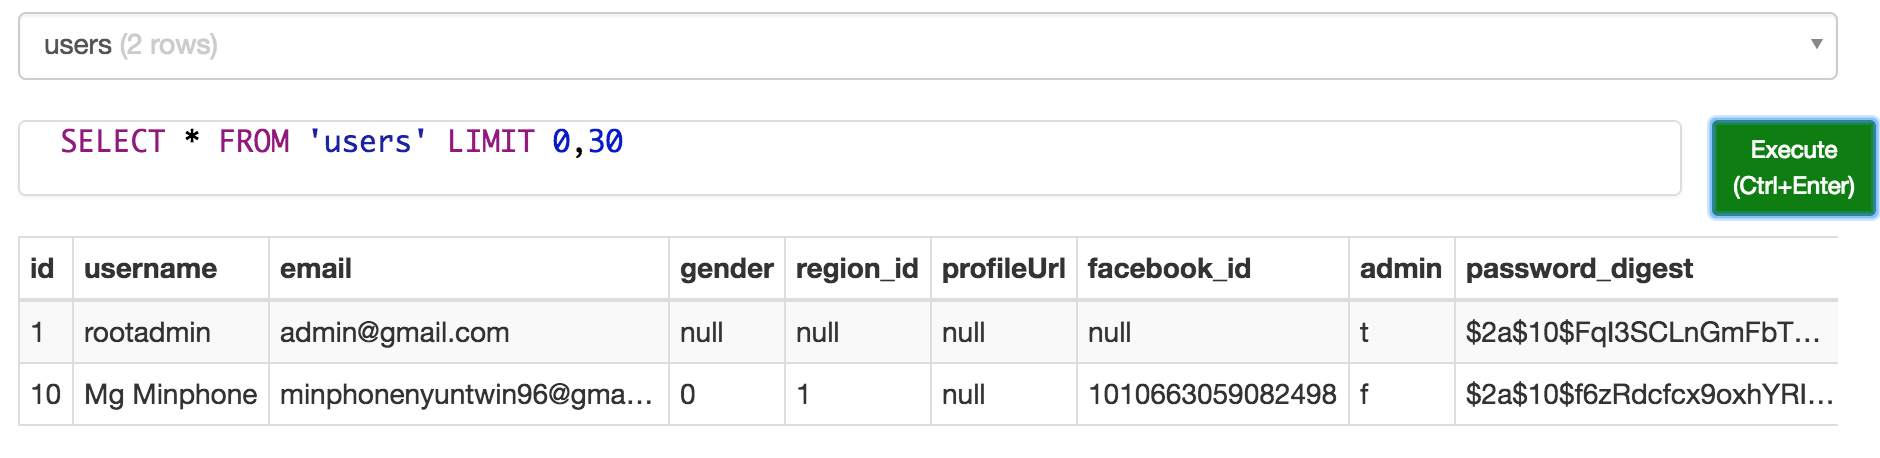 users (2 rows)
SELECT * FROM 'users' LIMIT 0,30
Execute
(Ctrl+Enter)
id username email gender region_id profileUrl facebook_id admin password_digest
1 rootadmin admin@gmail.com null null null null t $2a$10$FqI3SCLnGmFbT…
10 Mg Minphone minphonenyuntwin96@gma… 0 1 null 1010663059082498 f $2a$10$f6zRdcfcx9oxhYRI…